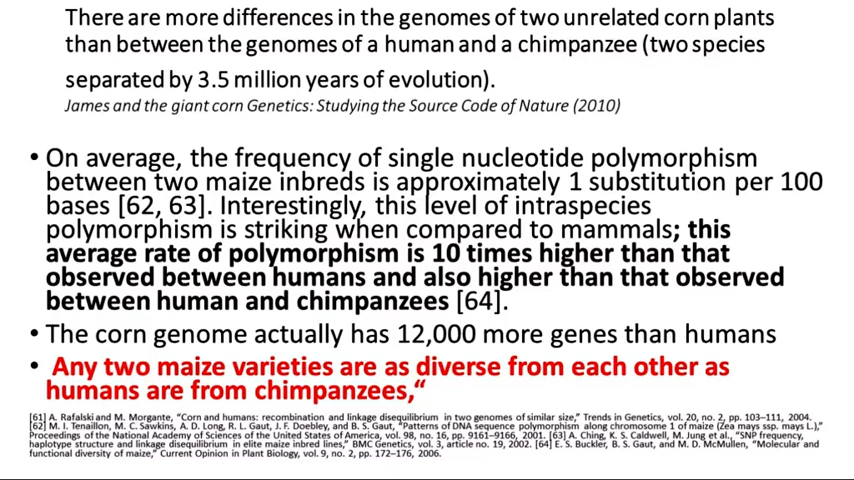 There are more differences in the genomes of two unrelated corn plants
than between the genomes of a human and a chimpanzee (two species
separated by 3.5 million years of evolution).
James and the giant corn Genetics: Studying the Source Code of Nature (2010)
• On average, the frequency of single nucleotide polymorphism
between two maize inbreds is approximately 1 substitution per 100
bases [62, 63]. Interestingly, this level of intraspecies
polymorphism is striking when compared to mammals; this
average rate of polymorphism is 10 times higher than that
observed between humans and also higher than that observed
between human and chimpanzees [64].
• The corn genome actually has 12,000 more genes than humans
• Any two maize varieties are as diverse from each other as
humans are from chimpanzees,“
[61] A. Rafalski and M. Morgante, “Corn and humans: recombination and linkage disequilibrium in two genomes of similar size,” Trends in Genetics, vol. 20, no. 2, pp. 103–111, 2004.
[62] M. I. Tenaillon, M. C. Sawkins, A. D. Long, R. L. Gaut, J. F. Doebley, and B. S. Gaut, “Patterns of DNA sequence polymorphism along chromosome 1 of maize (Zea mays ssp. mays L.),”
Proceedings of the National Academy of Sciences of the United States of America, vol. 98, no. 16, pp. 9161–9166, 2001. [63] A. Ching, K. S. Caldwell, M. Jung et al., “SNP frequency,
haplotype structure and linkage disequilibrium in elite maize inbred lines,” BMC Genetics, vol. 3, article no. 19, 2002. [64] E. S. Buckler, B. S. Gaut, and M. D. McMullen, “Molecular and
functional diversity of maize,” Current Opinion in Plant Biology, vol. 9, no. 2, pp. 172–176, 2006.